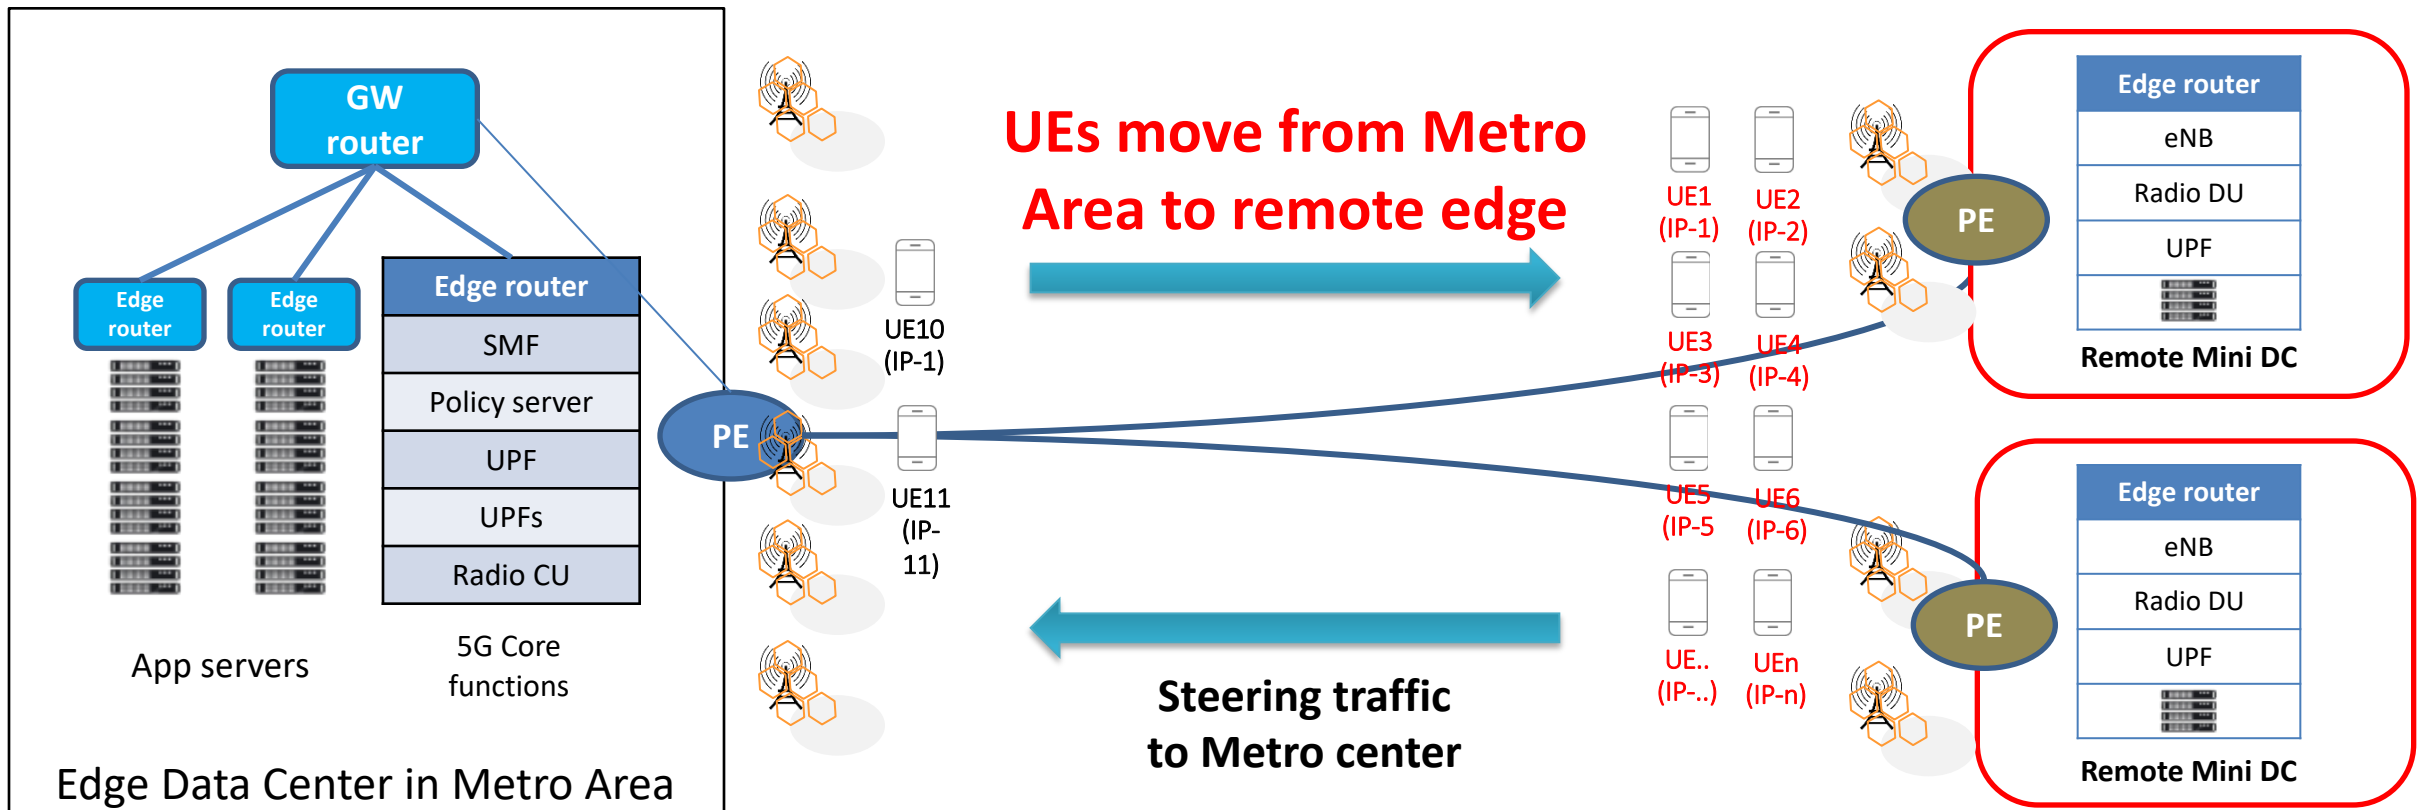 GW
router
Edge
router
Edge
router
Edge router
SMF
Policy server
UPF
UPFs
Radio CU
App servers
5G Core
functions
Edge Data Center in Metro Area
PE
UE10
(IP-1)
UE11
(IP-
11)
UEs move from Metro
Area to remote edge
Steering traffic
to Metro center
UE1
(IP-1)
UE2
(IP-2)
UE3
(IP-3)
UE4
(IP-4)
UE5
(IP-5
UE6
(IP-6)
UE..
(IP-..)
UEn
(IP-n)
PE
Edge router
eNB
Radio DU
UPF
Remote Mini DC
PE
Edge router
eNB
Radio DU
UPF
Remote Mini DC